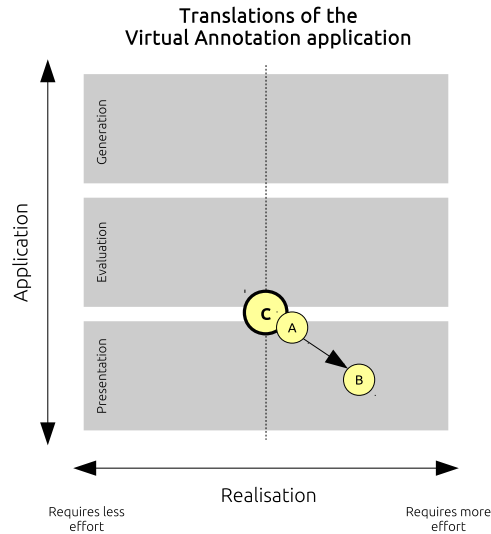 Translations of the
Virtual Annotation application
Generation
Evaluation
Presentation
Application
C
A
B
Realisation
Requires less
effort
Requires more
effort